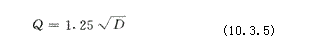 Q = 1.25 √D (10.3.5)